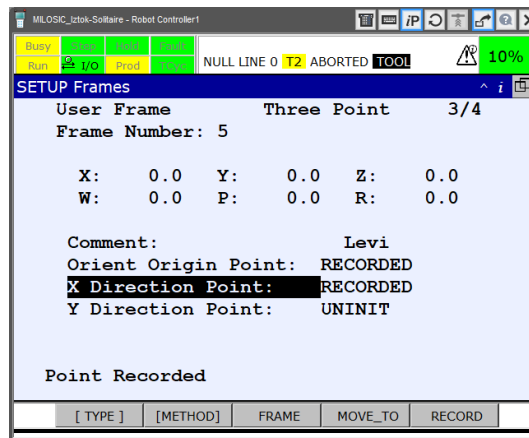 MILOSIC_Iztok-Solitaire - Robot Controller1
iP
Busy Step Hold Fault
Run I/O Prod TCyc
NULL LINE 0 T2 ABORTED TOOL
10%
SETUP Frames
i
User Frame Three Point 3/4
Frame Number: 5
X: 0.0 Y: 0.0 Z: 0.0
W: 0.0 P: 0.0 R: 0.0
Comment: Levi
Orient Origin Point: RECORDED
X Direction Point: RECORDED
Y Direction Point: UNINIT
Point Recorded
[ TYPE ] [METHOD] FRAME MOVE_TO RECORD